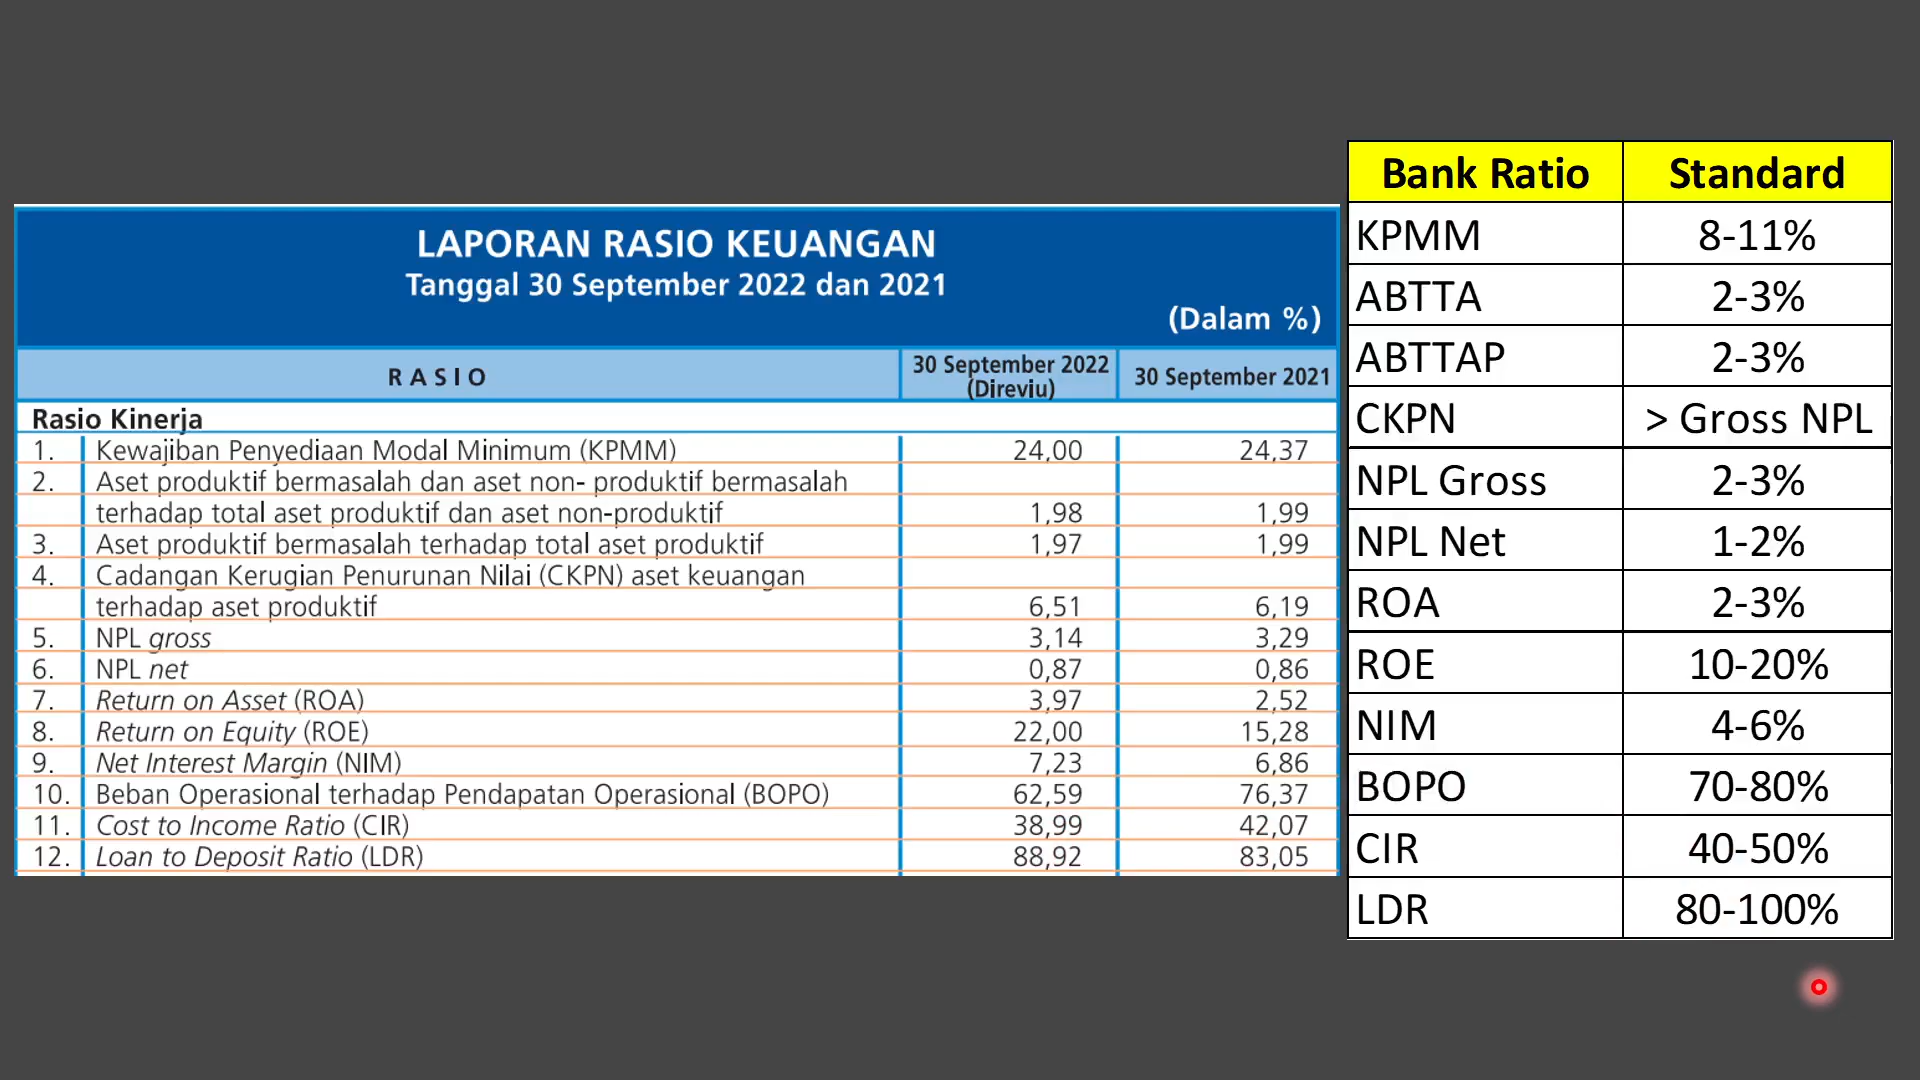 LAPORAN RASIO KEUANGAN
Tanggal 30 September 2022 dan 2021
(Dalam %)
RASIO 30 September 2022 (Direviu) 30 September 2021
Rasio Kinerja
1. Kewajiban Penyediaan Modal Minimum (KPMM) 24,00 24,37
2. Aset produktif bermasalah dan aset non- produktif bermasalah
terhadap total aset produktif dan aset non-produktif 1,98 1,99
3. Aset produktif bermasalah terhadap total aset produktif 1,97 1,99
4. Cadangan Kerugian Penurunan Nilai (CKPN) aset keuangan
terhadap aset produktif 6,51 6,19
5. NPL gross 3,14 3,29
6. NPL net 0,87 0,86
7. Return on Asset (ROA) 3,97 2,52
8. Return on Equity (ROE) 22,00 15,28
9. Net Interest Margin (NIM) 7,23 6,86
10. Beban Operasional terhadap Pendapatan Operasional (BOPO) 62,59 76,37
11. Cost to Income Ratio (CIR) 38,99 42,07
12. Loan to Deposit Ratio (LDR) 88,92 83,05
Bank Ratio Standard
KPMM 8-11%
ABTTA 2-3%
ABTTAP 2-3%
CKPN > Gross NPL
NPL Gross 2-3%
NPL Net 1-2%
ROA 2-3%
ROE 10-20%
NIM 4-6%
BOPO 70-80%
CIR 40-50%
LDR 80-100%